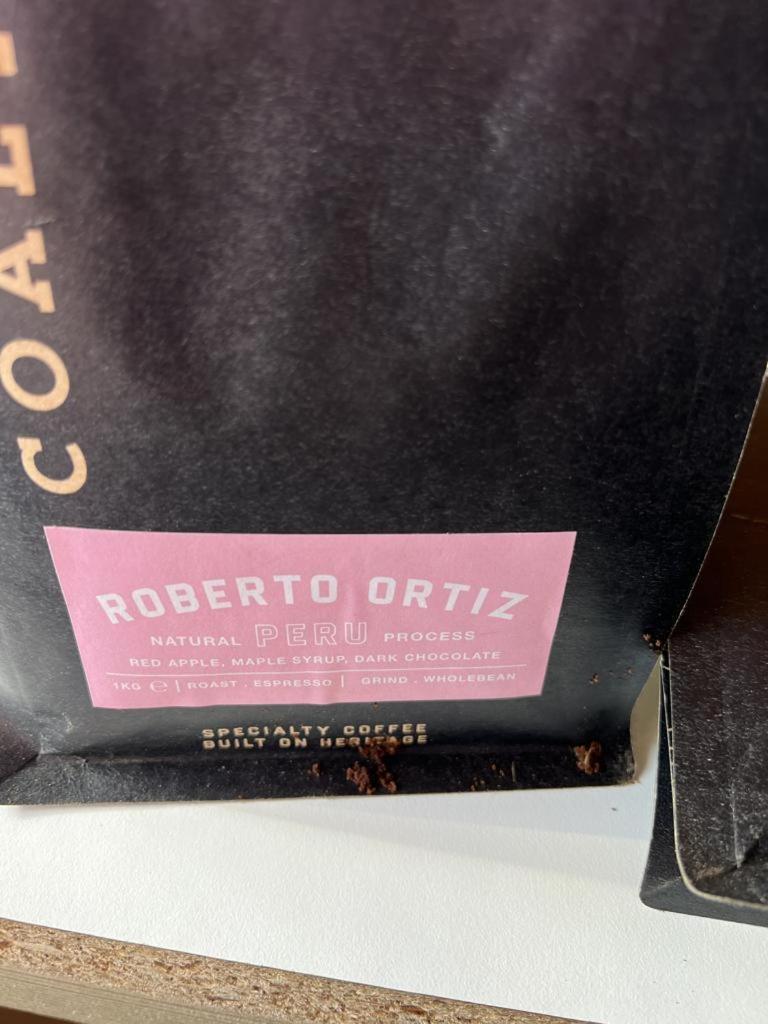 COAL
ROBERTO ORTIZ
NATURAL PERU PROCESS
RED APPLE, MAPLE SYRUP, DARK CHOCOLATE
1KG ℮ | ROAST . ESPRESSO | GRIND . WHOLEBEAN
SPECIALTY COFFEE
BUILT ON HERITAGE